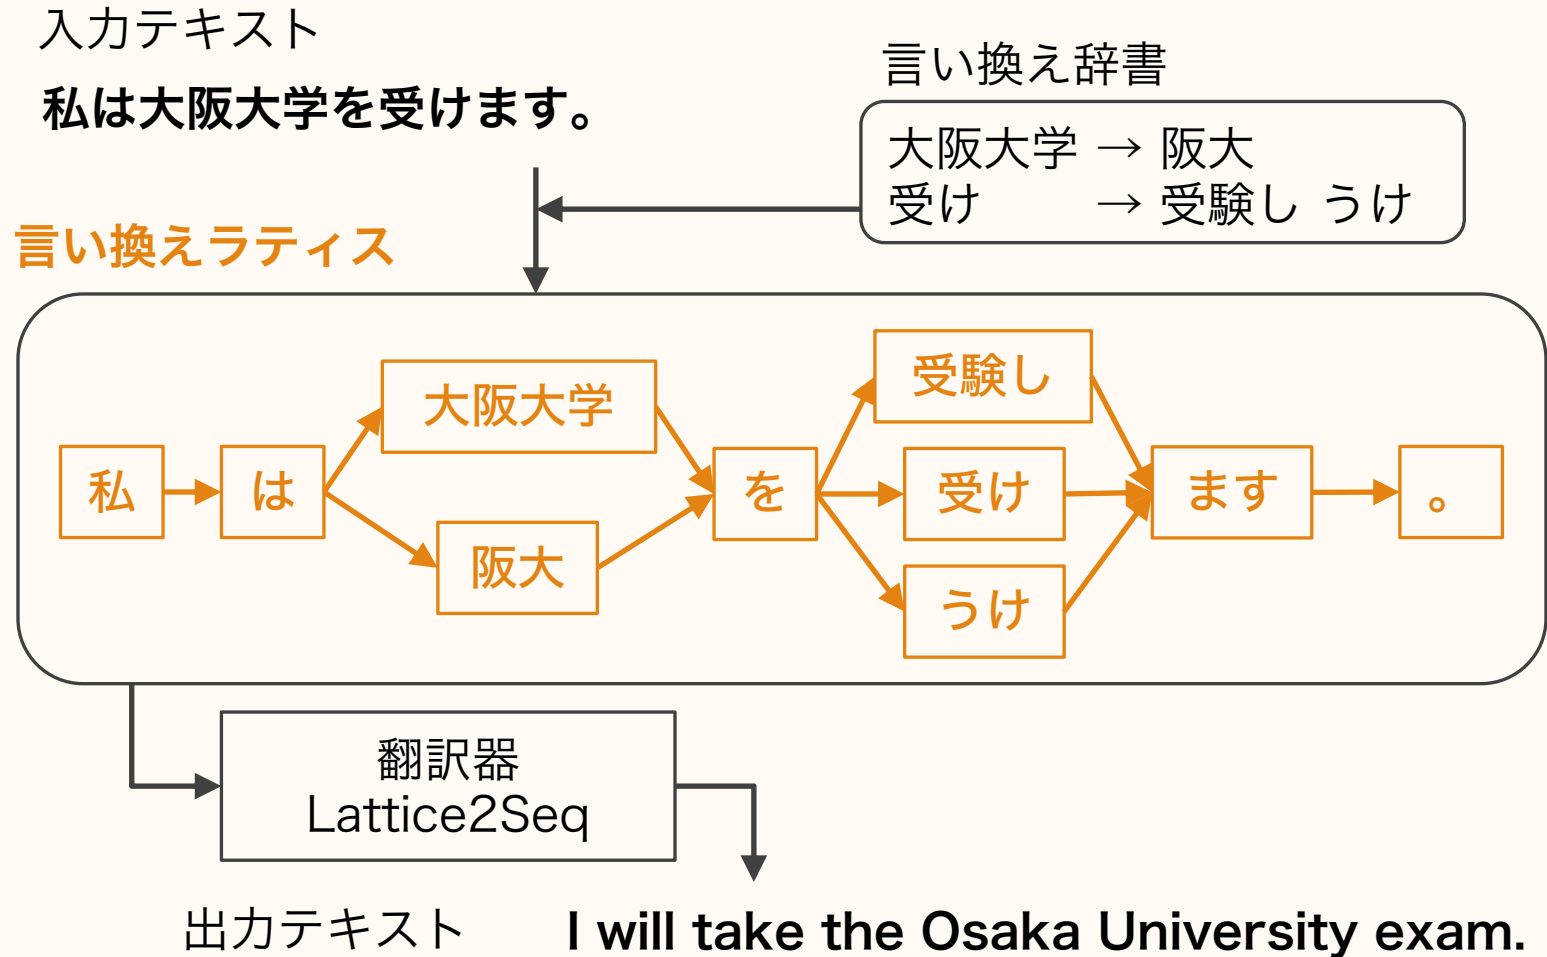 入力テキスト
私は大阪大学を受けます。
言い換え辞書
大阪大学 → 阪大
受け → 受験し うけ
言い換えラティス
私
は
大阪大学
阪大
を
受験し
受け
うけ
ます
。
翻訳器
Lattice2Seq
出力テキスト
I will take the Osaka University exam.